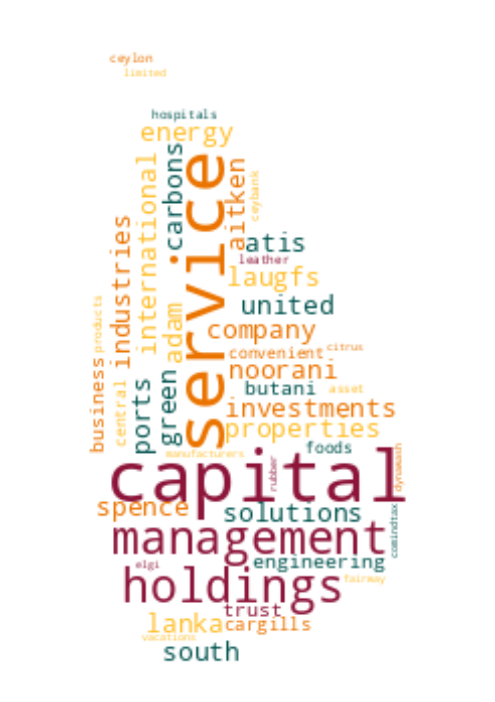 ceylon
limited
hospitals
energy
carbons
service
aitken
ceybank
international
industries
atis
leather
laugfs
adam
united
products
company
convenient
citrus
noorani
business
central
ports
green
butani
asset
investments
properties
manufacturers
foods
capital
rubber
dynawash
spence
solutions
comindtax
management
engineering
elgi
holdings
fairway
trust
lanka
cargills
vacations
south